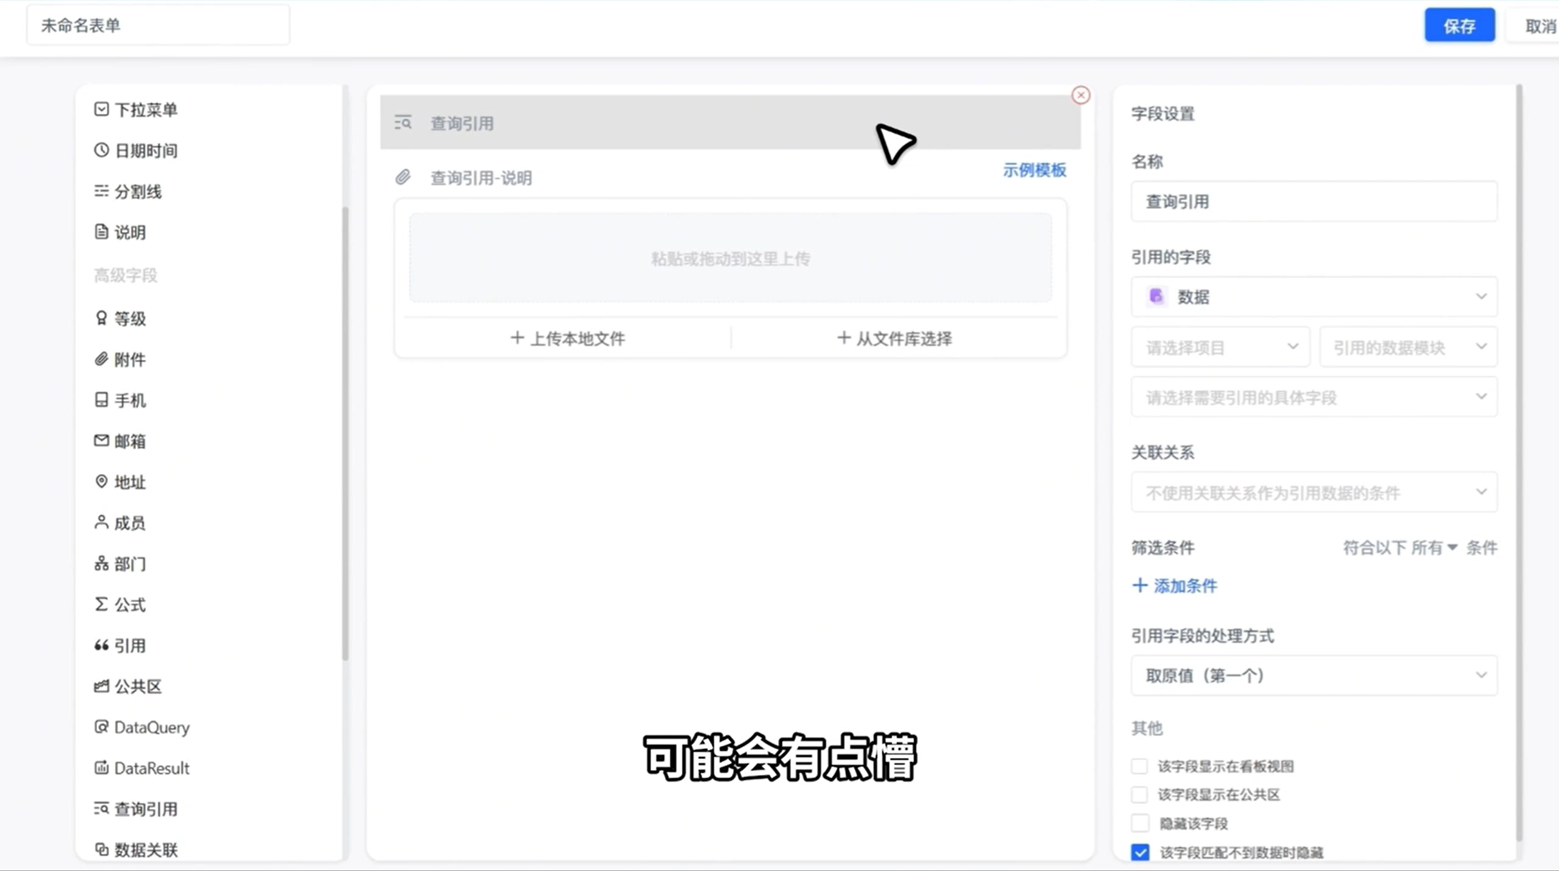 未命名表单
保存
取消
下拉菜单
日期时间
分割线
说明
高级字段
等级
附件
手机
邮箱
地址
成员
部门
公式
引用
公共区
DataQuery
DataResult
查询引用
数据关联
查询引用
查询引用-说明
示例模板
粘贴或拖动到这里上传
+ 上传本地文件
+ 从文件库选择
可能会有点懵
字段设置
名称
查询引用
引用的字段
数据
请选择项目
引用的数据模块
请选择需要引用的具体字段
关联关系
不使用关联关系作为引用数据的条件
筛选条件
符合以下 所有 条件
+ 添加条件
引用字段的处理方式
取原值（第一个）
其他
该字段显示在看板视图
该字段显示在公共区
隐藏该字段
该字段匹配不到数据时隐藏